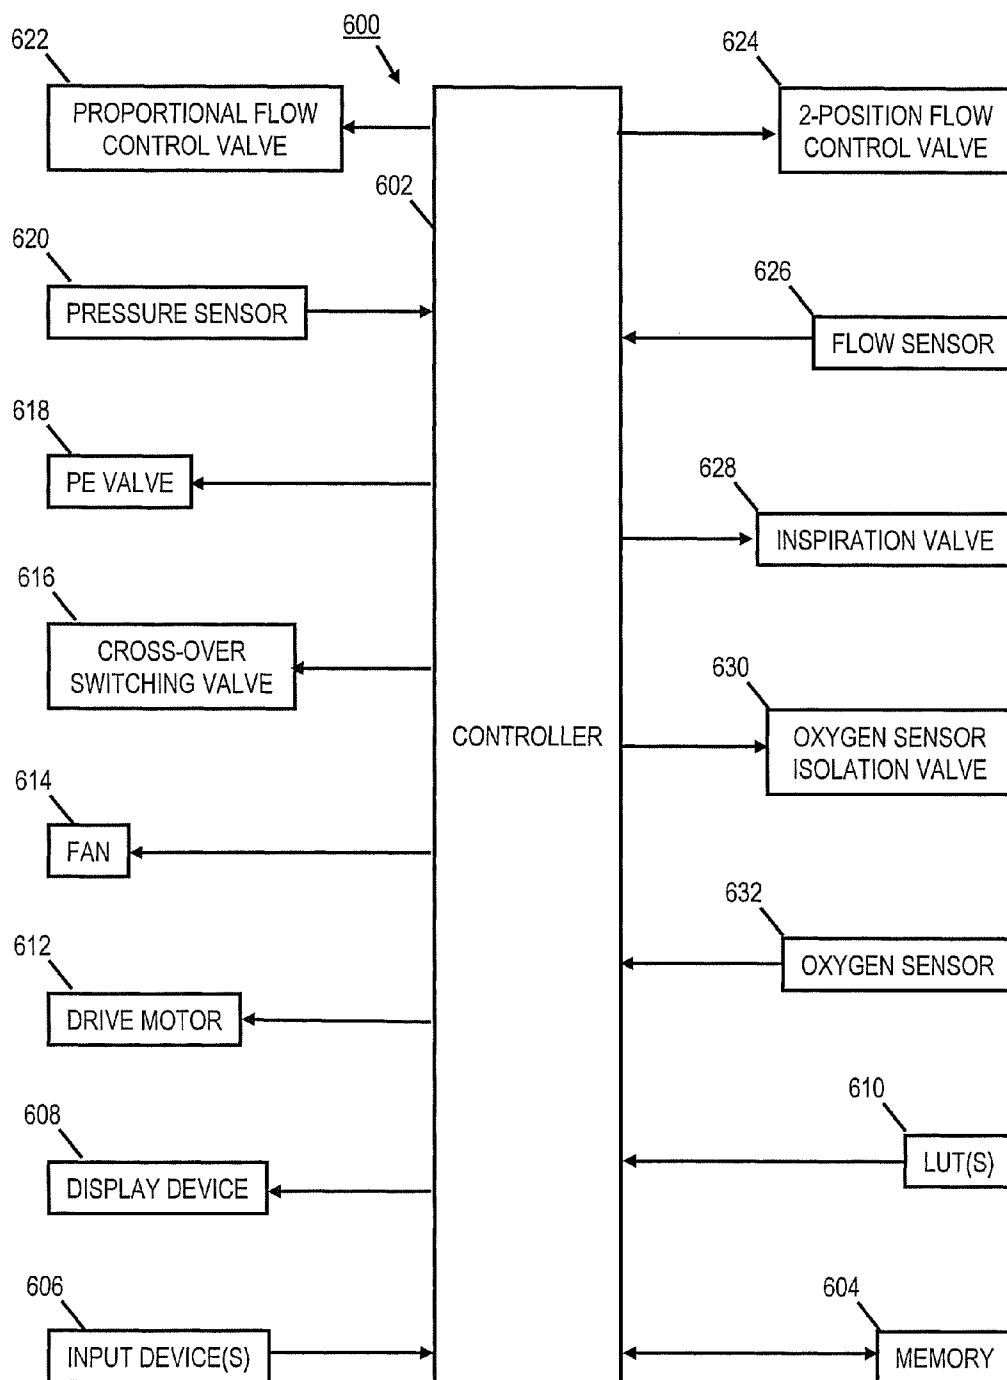 600
622
PROPORTIONAL FLOW
CONTROL VALVE
624
2-POSITION FLOW
CONTROL VALVE
602
620
PRESSURE SENSOR
626
FLOW SENSOR
618
PE VALVE
628
INSPIRATION VALVE
616
CROSS-OVER
SWITCHING VALVE
630
OXYGEN SENSOR
ISOLATION VALVE
CONTROLLER
614
FAN
632
OXYGEN SENSOR
612
DRIVE MOTOR
610
LUT(S)
608
DISPLAY DEVICE
606
INPUT DEVICE(S)
604
MEMORY